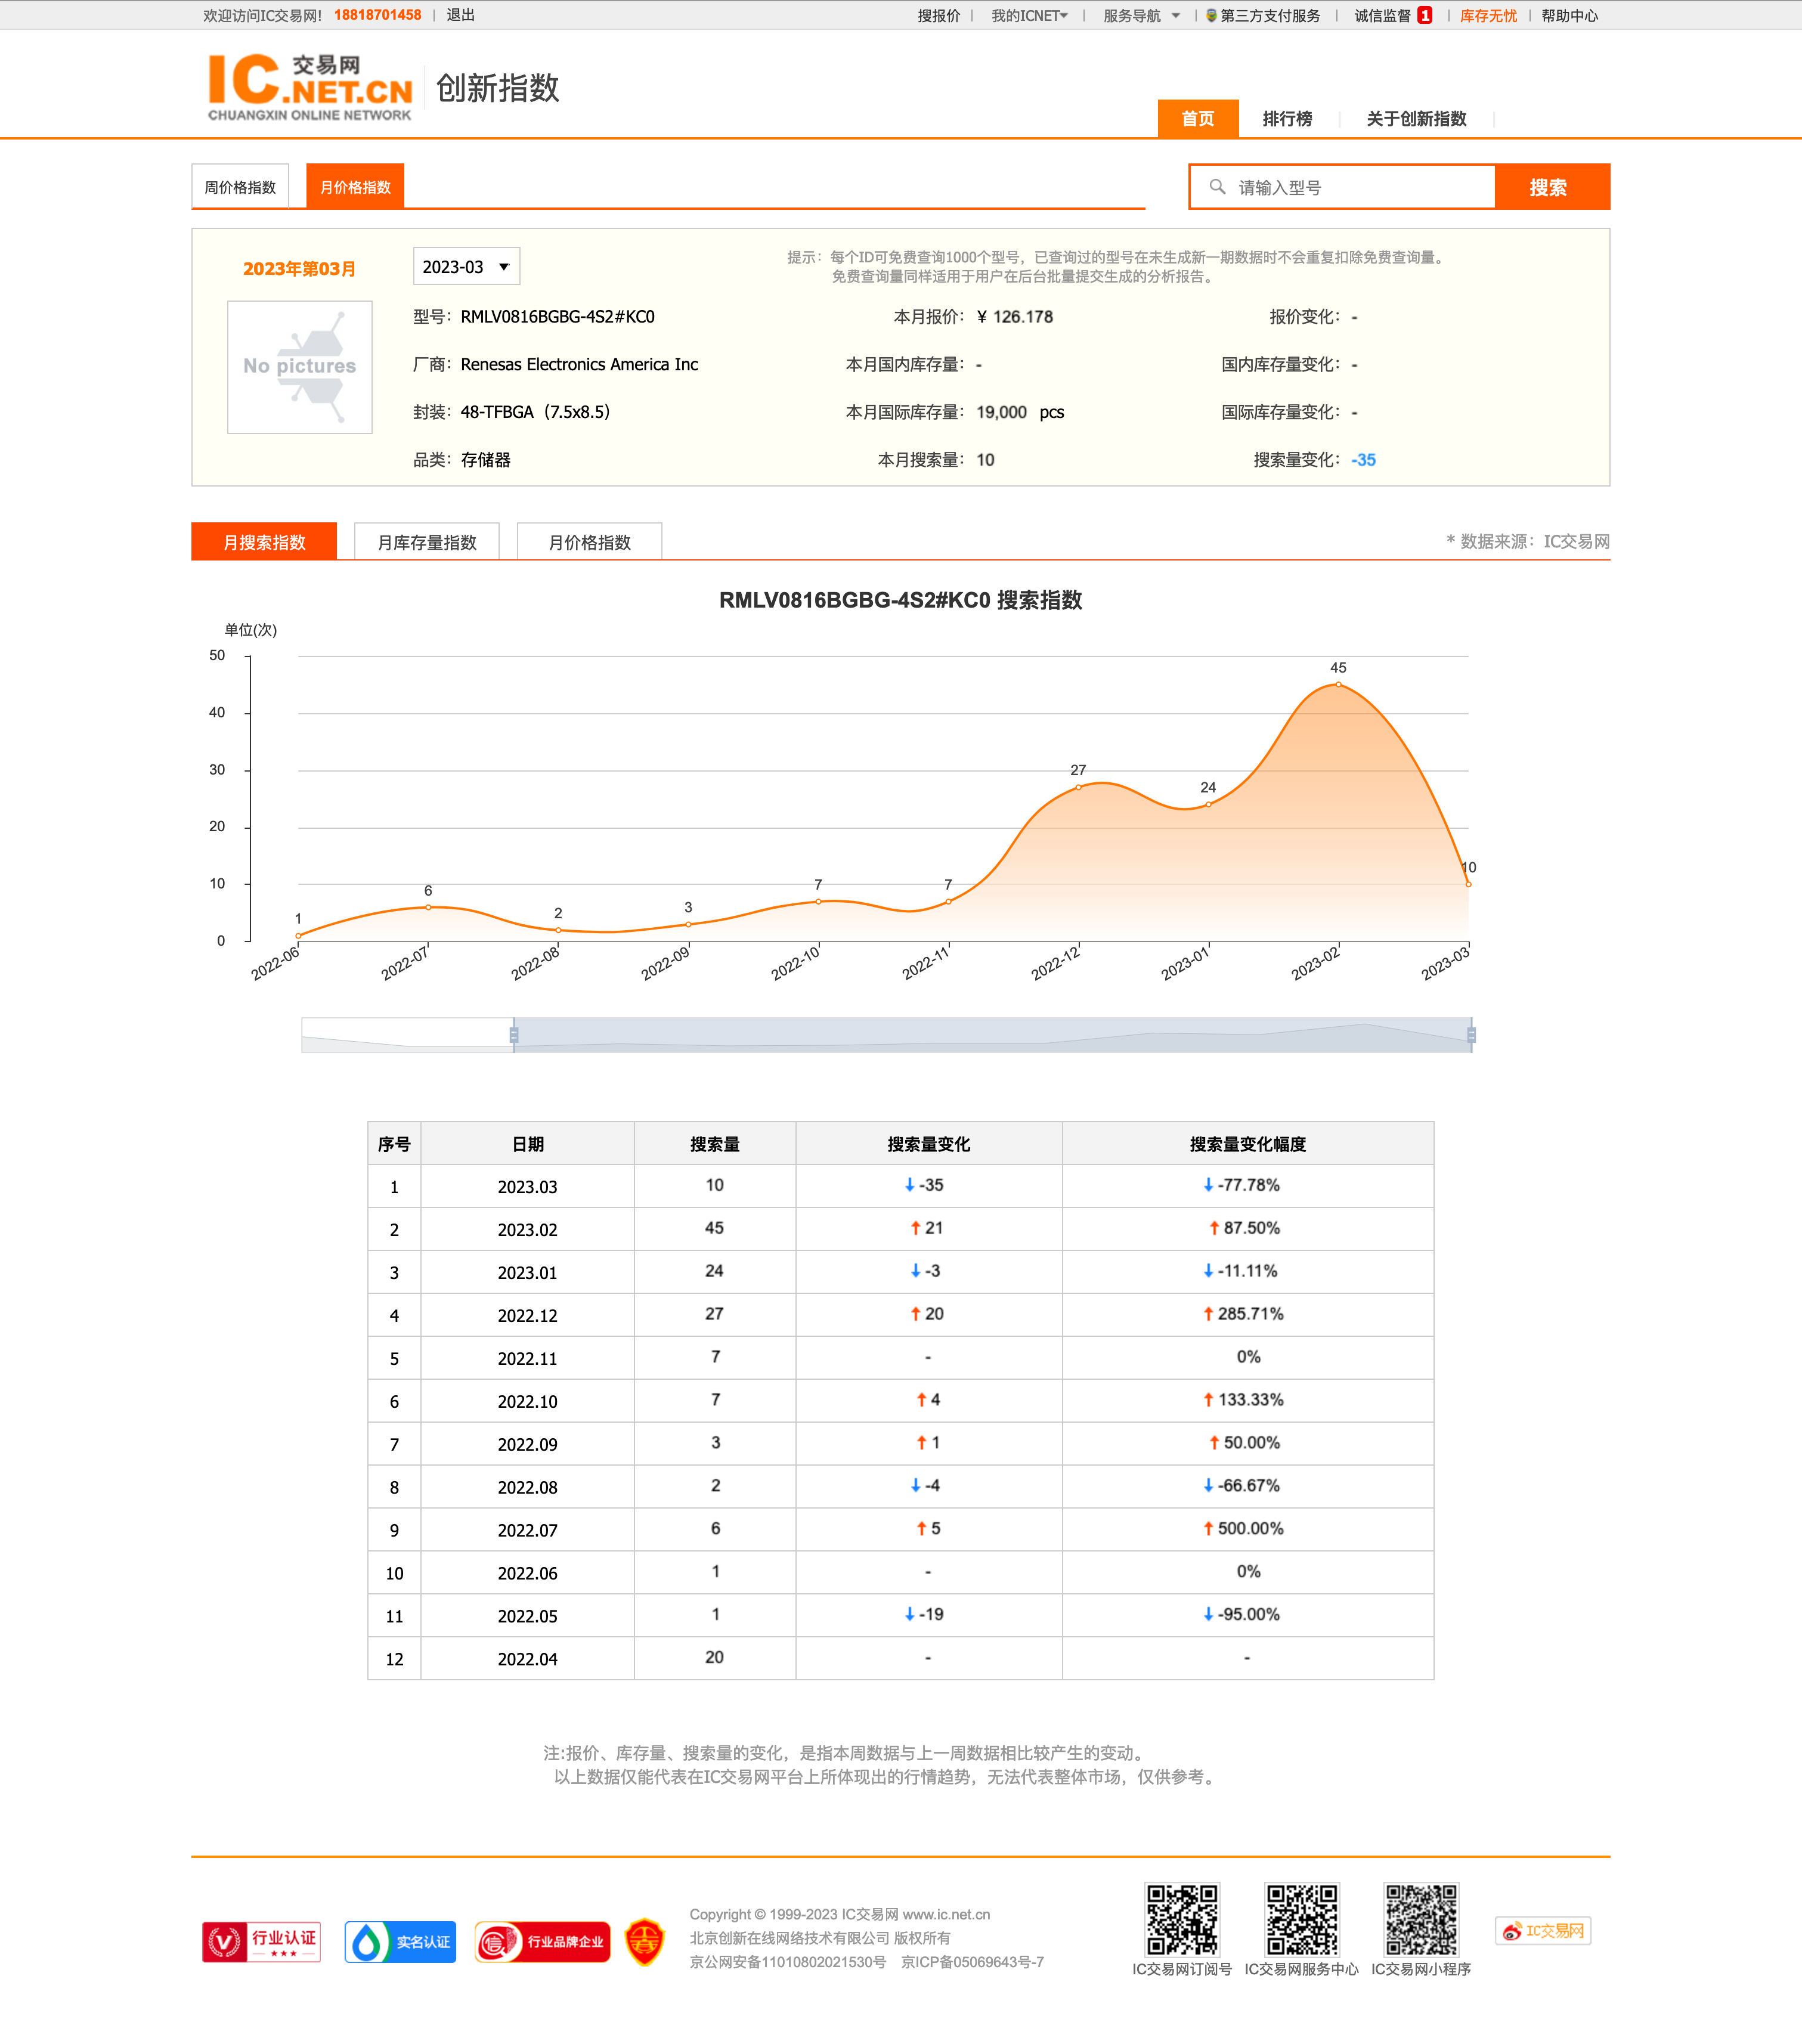 欢迎访问IC交易网! 18818701458 | 退出 搜报价 | 我的ICNET | 服务导航 | 第三方支付服务 | 诚信监督 1 | 库存无忧 | 帮助中心
IC 交易网 .NET.CN 创新指数
CHUANGXIN ONLINE NETWORK
首页 排行榜 关于创新指数
周价格指数 月价格指数 请输入型号 搜索
2023年第03月 2023-03 提示：每个ID可免费查询1000个型号，已查询过的型号在未生成新一期数据时不会重复扣除免费查询量。
免费查询量同样适用于用户在后台批量提交生成的分析报告。
No pictures
型号：RMLV0816BGBG-4S2#KC0 本月报价：¥ 126.178 报价变化：-
厂商：Renesas Electronics America Inc 本月国内库存量：- 国内库存量变化：-
封装：48-TFBGA（7.5x8.5） 本月国际库存量：19,000 pcs 国际库存量变化：-
品类：存储器 本月搜索量：10 搜索量变化：-35
月搜索指数 月库存量指数 月价格指数 * 数据来源：IC交易网
RMLV0816BGBG-4S2#KC0 搜索指数
单位(次)
50
40
30
20
10
0
1 6 2 3 7 7 27 24 45 10
2022-06 2022-07 2022-08 2022-09 2022-10 2022-11 2022-12 2023-01 2023-02 2023-03
序号 日期 搜索量 搜索量变化 搜索量变化幅度
1 2023.03 10 ↓ -35 ↓ -77.78%
2 2023.02 45 ↑ 21 ↑ 87.50%
3 2023.01 24 ↓ -3 ↓ -11.11%
4 2022.12 27 ↑ 20 ↑ 285.71%
5 2022.11 7 - 0%
6 2022.10 7 ↑ 4 ↑ 133.33%
7 2022.09 3 ↑ 1 ↑ 50.00%
8 2022.08 2 ↓ -4 ↓ -66.67%
9 2022.07 6 ↑ 5 ↑ 500.00%
10 2022.06 1 - 0%
11 2022.05 1 ↓ -19 ↓ -95.00%
12 2022.04 20 - -
注:报价、库存量、搜索量的变化，是指本周数据与上一周数据相比较产生的变动。
以上数据仅能代表在IC交易网平台上所体现出的行情趋势，无法代表整体市场，仅供参考。
行业认证 实名认证 信 行业品牌企业
Copyright © 1999-2023 IC交易网 www.ic.net.cn
北京创新在线网络技术有限公司 版权所有
京公网安备11010802021530号 京ICP备05069643号-7
IC交易网订阅号 IC交易网服务中心 IC交易网小程序
IC交易网